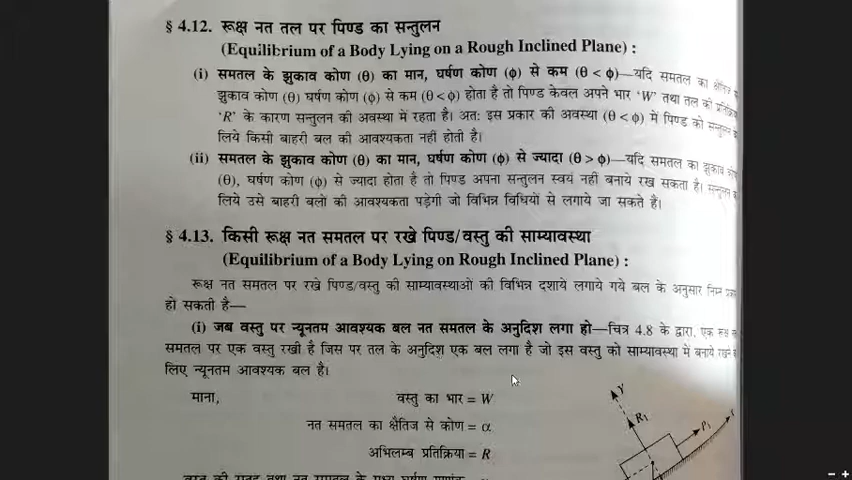 § 4.12. रूक्ष नत तल पर पिण्ड का सन्तुलन
(Equilibrium of a Body Lying on a Rough Inclined Plane) :
(i) समतल के झुकाव कोण (θ) का मान, घर्षण कोण (ϕ) से कम (θ < ϕ)—यदि समतल का क्षैतिज
झुकाव कोण (θ) घर्षण कोण (ϕ) से कम (θ < ϕ) होता है तो पिण्ड केवल अपने भार ‘W’ तथा तल की
‘R’ के कारण सन्तुलन की अवस्था में रहता है। अतः इस प्रकार की अवस्था (θ < ϕ) में पिण्ड को
लिये किसी बाहरी बल की आवश्यकता नहीं होती है।
(ii) समतल के झुकाव कोण (θ) का मान, घर्षण कोण (ϕ) से ज्यादा (θ > ϕ)—यदि समतल का झुकाव
(θ), घर्षण कोण (ϕ) से ज्यादा होता है तो पिण्ड अपना सन्तुलन स्वयं नहीं बनाये रख सकता है।
लिये उसे बाहरी बलों की आवश्यकता पड़ेगी जो विभिन्न विधियों से लगाये जा सकते हैं।
§ 4.13. किसी रूक्ष नत समतल पर रखे पिण्ड/वस्तु की साम्यावस्था
(Equilibrium of a Body Lying on Rough Inclined Plane) :
रूक्ष नत समतल पर रखे पिण्ड/वस्तु की साम्यावस्थाओं की विभिन्न दशाये लगाये गये बल के अनुसार निम्न
हो सकती है—
(i) जब वस्तु पर न्यूनतम आवश्यक बल नत समतल के अनुदिश लगा हो—चित्र 4.8 के द्वारा, एक
समतल पर एक वस्तु रखी है जिस पर तल के अनुदिश एक बल लगा है जो इस वस्तु को साम्यावस्था में बनाये रखने
लिए न्यूनतम आवश्यक बल है।
माना, वस्तु का भार = W
नत समतल का क्षैतिज से कोण = α
अभिलम्ब प्रतिक्रिया = R
Y
R₁
P₁